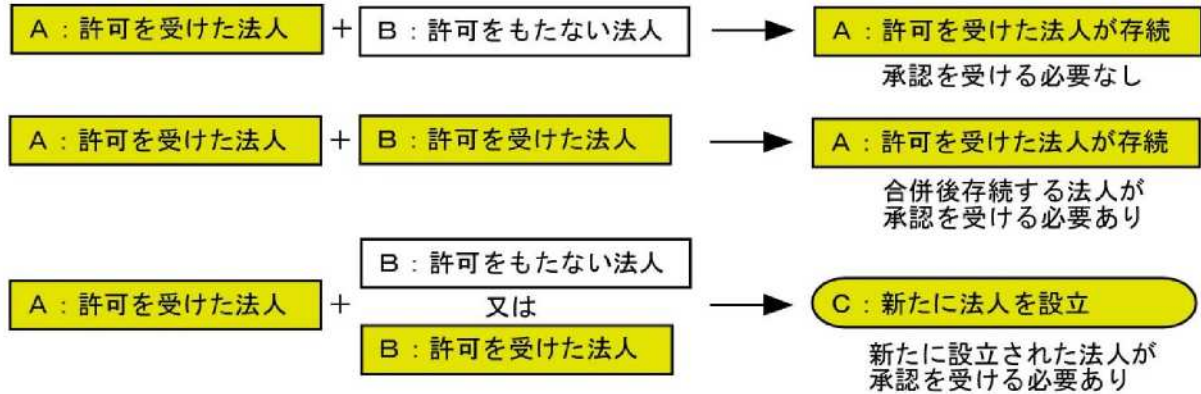 A：許可を受けた法人 + B：許可をもたない法人 → A：許可を受けた法人が存続
承認を受ける必要なし
A：許可を受けた法人 + B：許可を受けた法人 → A：許可を受けた法人が存続
合併後存続する法人が
承認を受ける必要あり
B：許可をもたない法人
A：許可を受けた法人 + 又は → C：新たに法人を設立
B：許可を受けた法人
新たに設立された法人が
承認を受ける必要あり